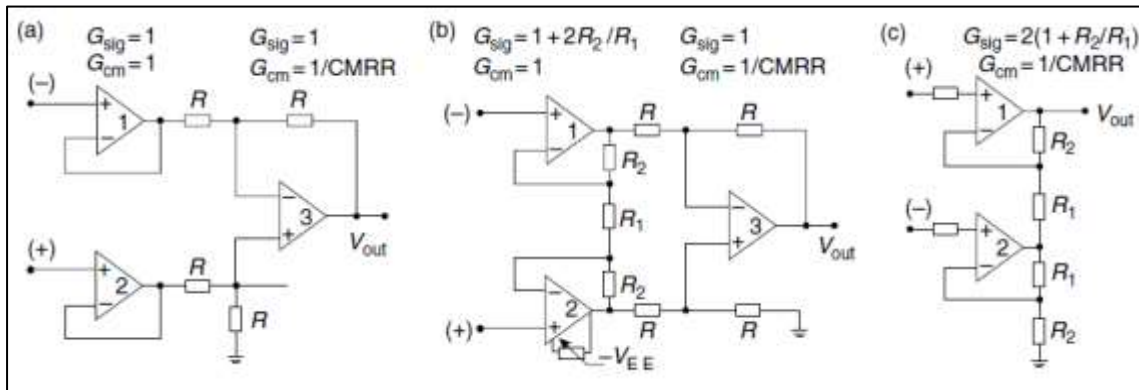 (a)
G_sig = 1
G_cm = 1
G_sig = 1
G_cm = 1/CMRR
(–)
+
–
1
R
R
–
+
3
V_out
(+)
+
–
2
R
R
(b)
G_sig = 1 + 2R_2/R_1
G_cm = 1
G_sig = 1
G_cm = 1/CMRR
(–)
+
–
1
R
R
R_2
R_1
–
+
3
V_out
R_2
–
+
2
(+)
R
R
–V_E E
(c)
G_sig = 2(1 + R_2/R_1)
G_cm = 1/CMRR
(+)
+
–
1
V_out
R_2
R_1
(–)
+
–
2
R_1
R_2